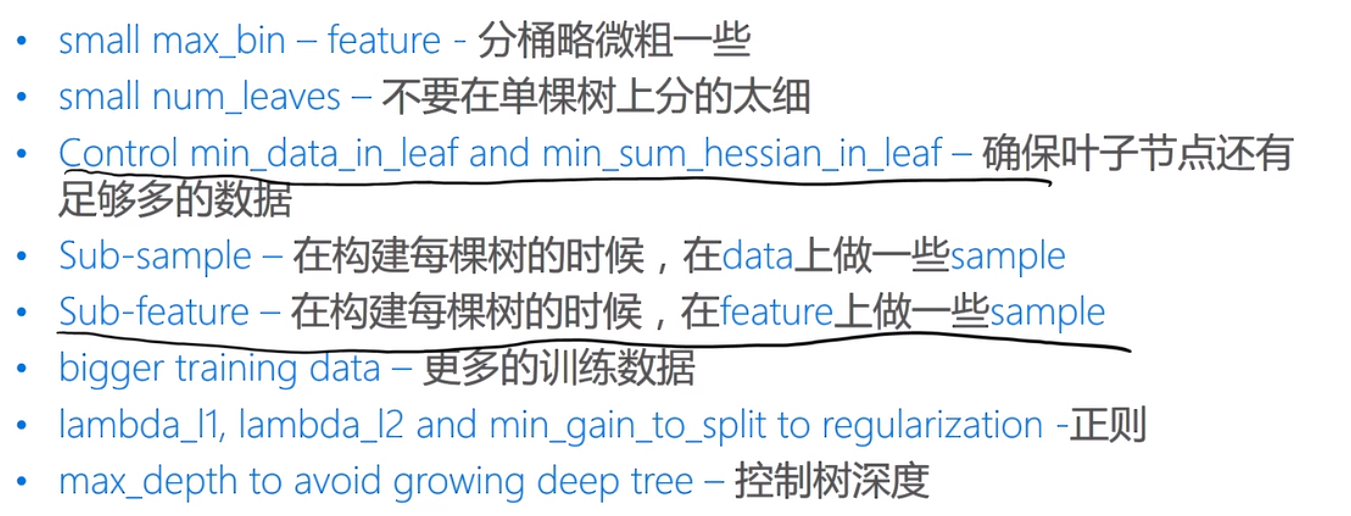 • small max_bin – feature - 分桶略微粗一些
• small num_leaves – 不要在单棵树上分的太细
• Control min_data_in_leaf and min_sum_hessian_in_leaf – 确保叶子节点还有
足够多的数据
• Sub-sample – 在构建每棵树的时候，在data上做一些sample
• Sub-feature – 在构建每棵树的时候，在feature上做一些sample
• bigger training data – 更多的训练数据
• lambda_l1, lambda_l2 and min_gain_to_split to regularization -正则
• max_depth to avoid growing deep tree – 控制树深度